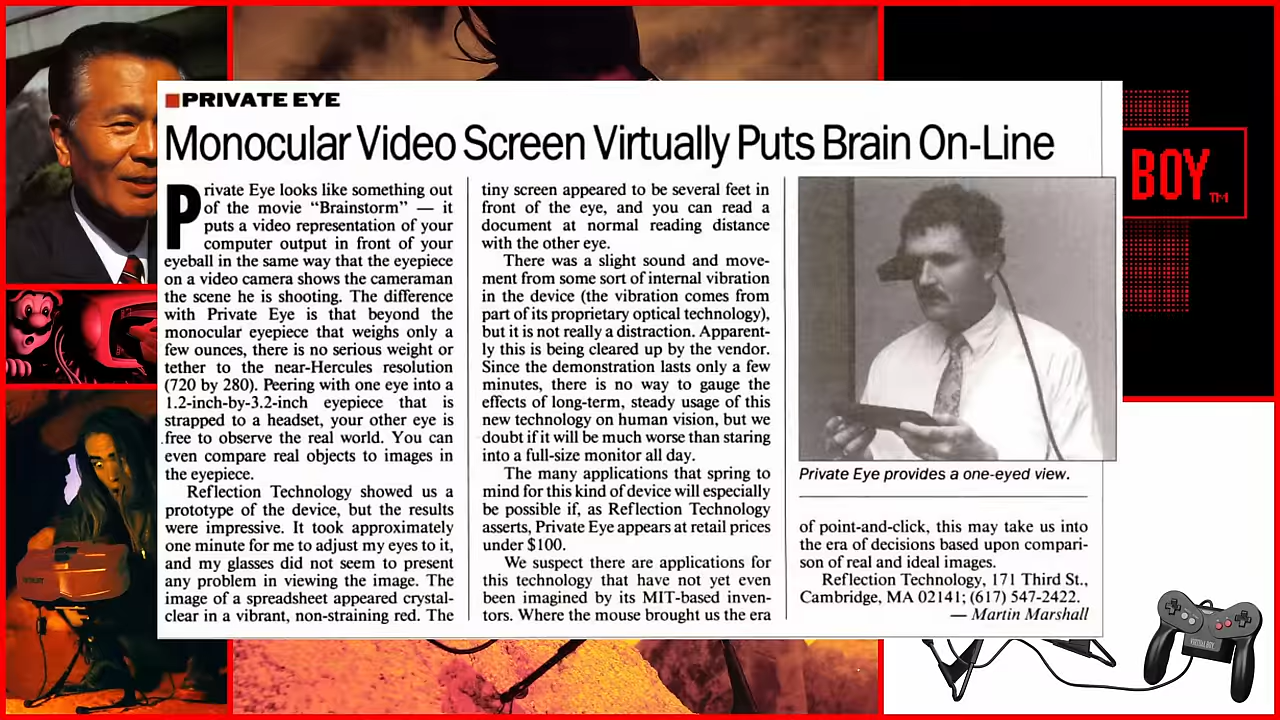 PRIVATE EYE
Monocular Video Screen Virtually Puts Brain On-Line
Private Eye looks like something out
of the movie “Brainstorm” — it
puts a video representation of your
computer output in front of your
eyeball in the same way that the eyepiece
on a video camera shows the cameraman
the scene he is shooting. The difference
with Private Eye is that beyond the
monocular eyepiece that weighs only a
few ounces, there is no serious weight or
tether to the near-Hercules resolution
(720 by 280). Peering with one eye into a
1.2-inch-by-3.2-inch eyepiece that is
strapped to a headset, your other eye is
free to observe the real world. You can
even compare real objects to images in
the eyepiece.
Reflection Technology showed us a
prototype of the device, but the results
were impressive. It took approximately
one minute for me to adjust my eyes to it,
and my glasses did not seem to present
any problem in viewing the image. The
image of a spreadsheet appeared crystal-
clear in a vibrant, non-straining red. The
tiny screen appeared to be several feet in
front of the eye, and you can read a
document at normal reading distance
with the other eye.
There was a slight sound and move-
ment from some sort of internal vibration
in the device (the vibration comes from
part of its proprietary optical technology),
but it is not really a distraction. Apparent-
ly this is being cleared up by the vendor.
Since the demonstration lasts only a few
minutes, there is no way to gauge the
effects of long-term, steady usage of this
new technology on human vision, but we
doubt if it will be much worse than staring
into a full-size monitor all day.
The many applications that spring to
mind for this kind of device will especially
be possible if, as Reflection Technology
asserts, Private Eye appears at retail prices
under $100.
We suspect there are applications for
this technology that have not yet even
been imagined by its MIT-based inven-
tors. Where the mouse brought us the era
Private Eye provides a one-eyed view.
of point-and-click, this may take us into
the era of decisions based upon compari-
son of real and ideal images.
Reflection Technology, 171 Third St.,
Cambridge, MA 02141; (617) 547-2422.
— Martin Marshall
BOY™
VIRTUAL BOY